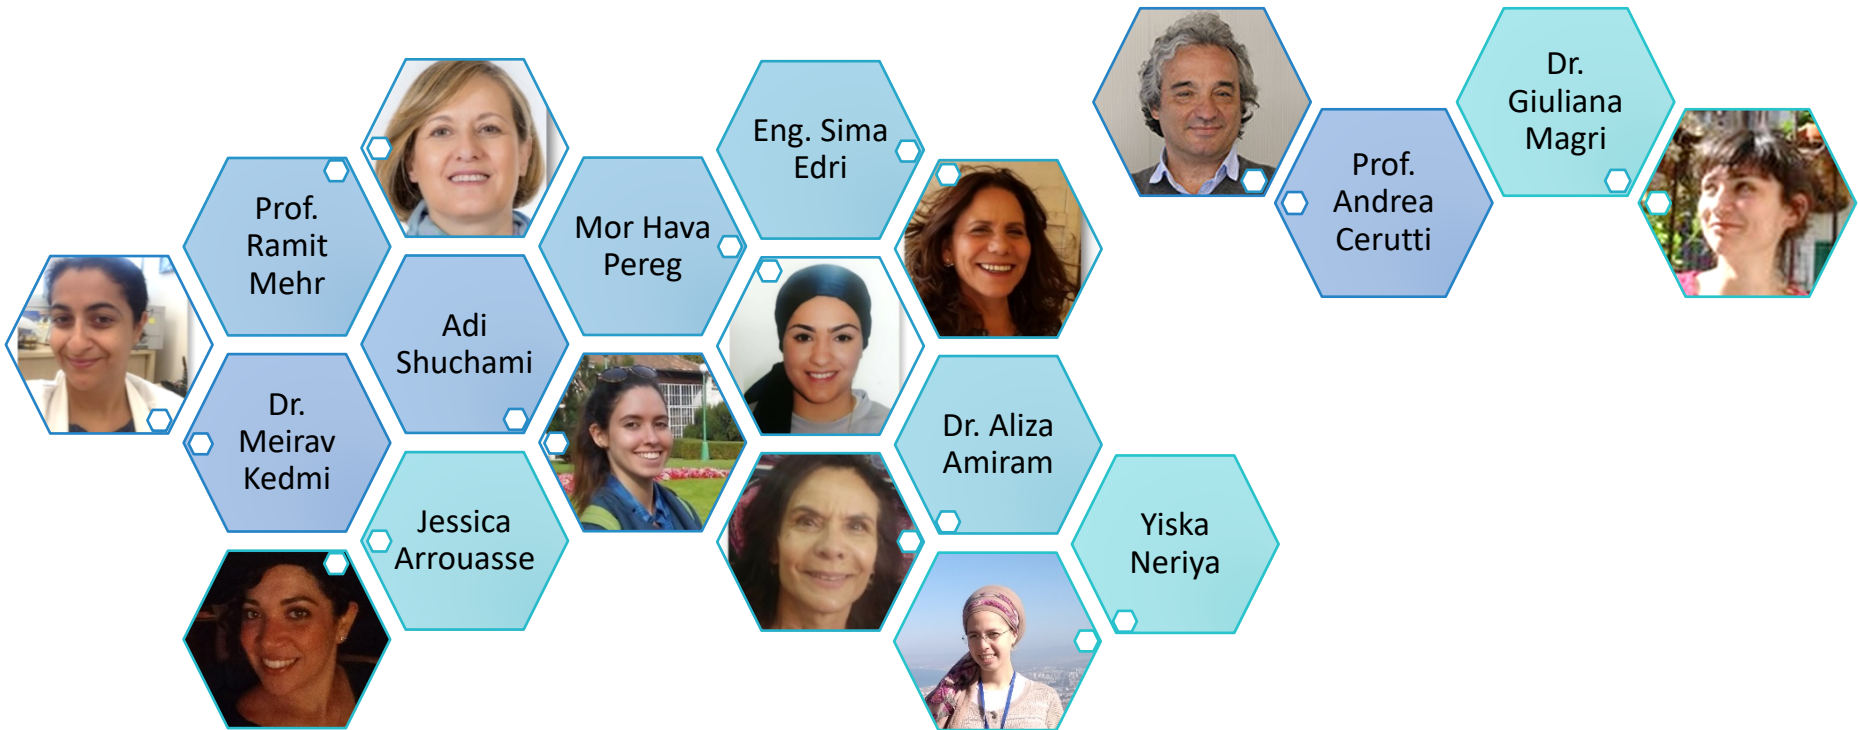 Prof.
Ramit
Mehr
Dr.
Meirav
Kedmi
Adi
Shuchami
Jessica
Arrouasse
Mor Hava
Pereg
Eng. Sima
Edri
Dr. Aliza
Amiram
Yiska
Neriya
Prof.
Andrea
Cerutti
Dr.
Giuliana
Magri